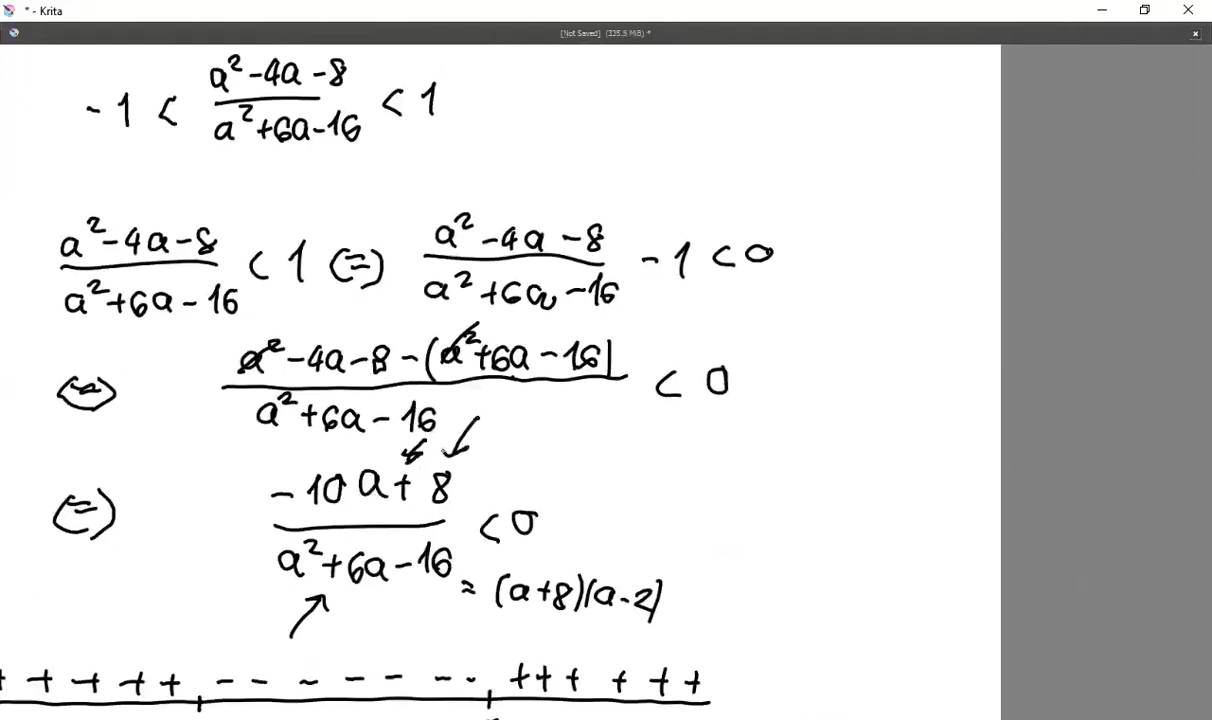 * - Krita
[Not Saved] (335.9 MiB) *
-1 < (a²-4a-8)/(a²+6a-16) < 1
(a²-4a-8)/(a²+6a-16) < 1 (=) (a²-4a-8)/(a²+6a-16) -1 < 0
(=) (a²-4a-8-(a²+6a-16))/(a²+6a-16) < 0
(=) (-10a+8)/(a²+6a-16) < 0
= (a+8)(a-2)
+ + + + + - - - - - - - + + + + + +